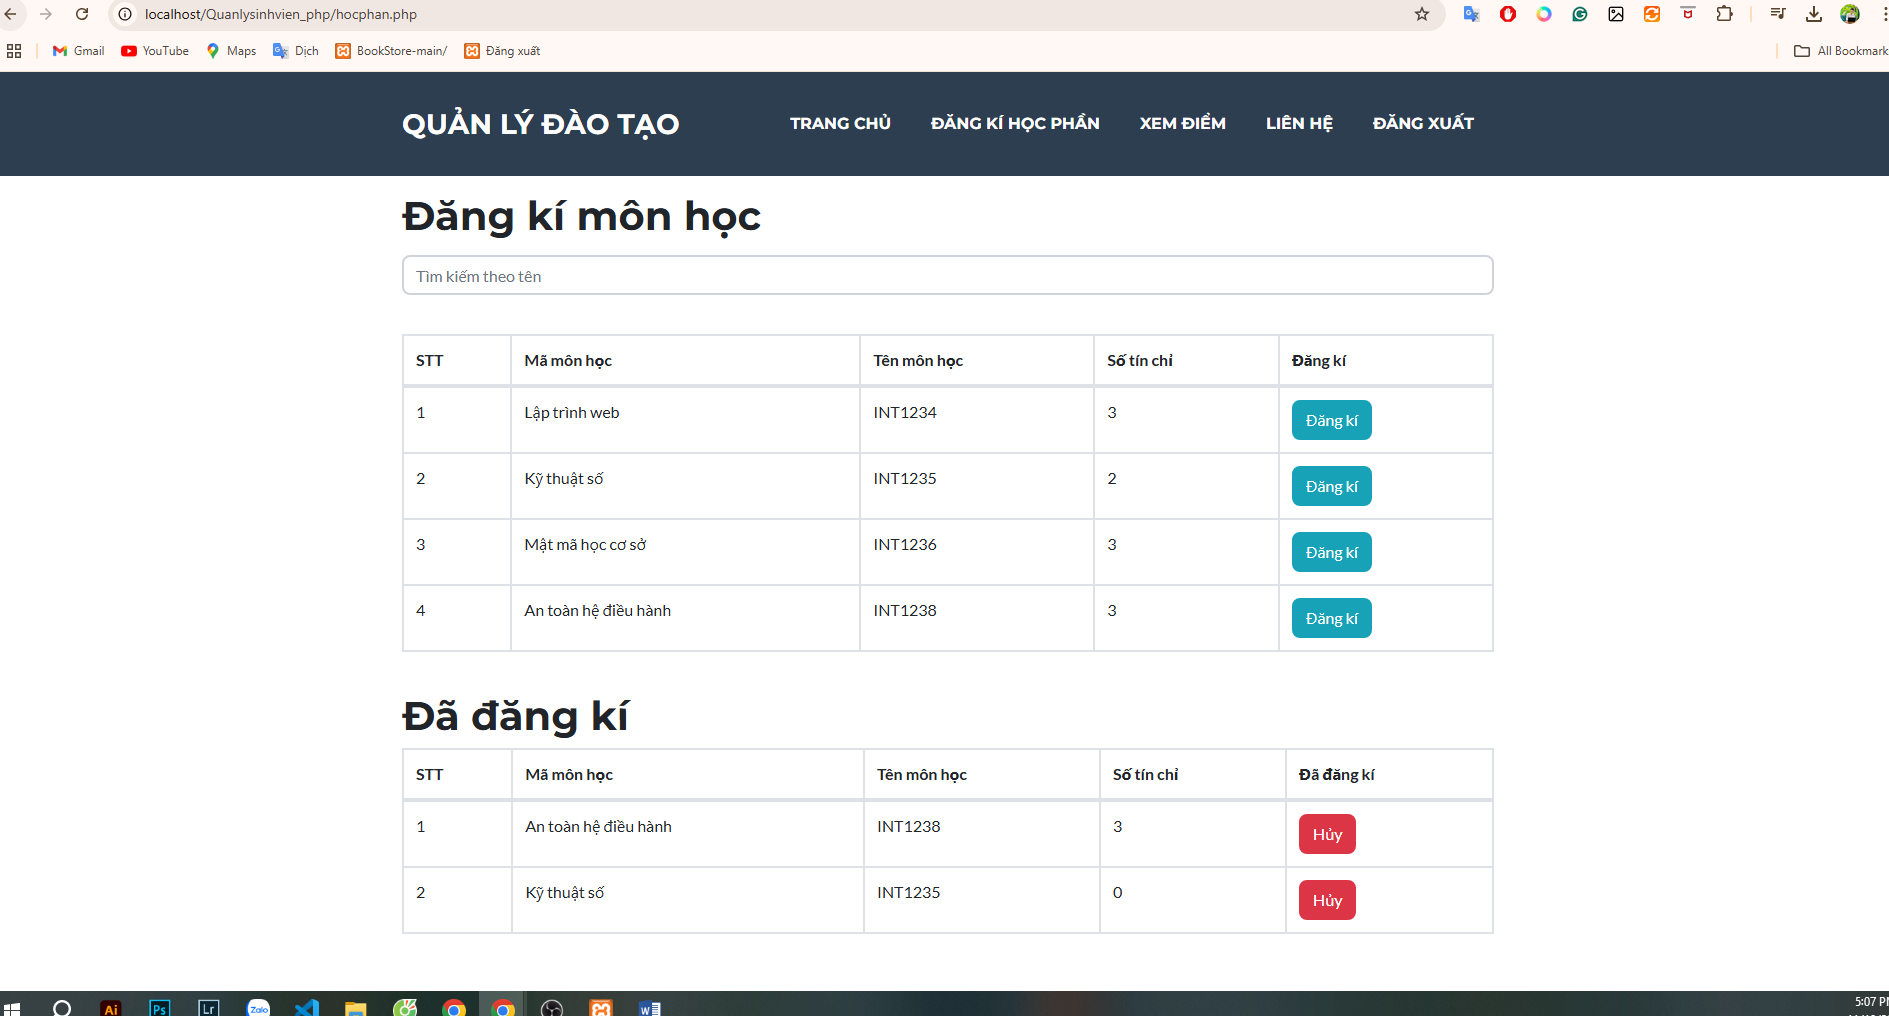 localhost/Quanlysinhvien_php/hocphan.php
Gmail YouTube Maps Dịch BookStore-main/ Đăng xuất All Bookmark
QUẢN LÝ ĐÀO TẠO TRANG CHỦ ĐĂNG KÍ HỌC PHẦN XEM ĐIỂM LIÊN HỆ ĐĂNG XUẤT
Đăng kí môn học
Tìm kiếm theo tên
STT Mã môn học Tên môn học Số tín chỉ Đăng kí
1 Lập trình web INT1234 3 Đăng kí
2 Kỹ thuật số INT1235 2 Đăng kí
3 Mật mã học cơ sở INT1236 3 Đăng kí
4 An toàn hệ điều hành INT1238 3 Đăng kí
Đã đăng kí
STT Mã môn học Tên môn học Số tín chỉ Đã đăng kí
1 An toàn hệ điều hành INT1238 3 Hủy
2 Kỹ thuật số INT1235 0 Hủy
Ai Ps Lr Zalo W 5:07 P